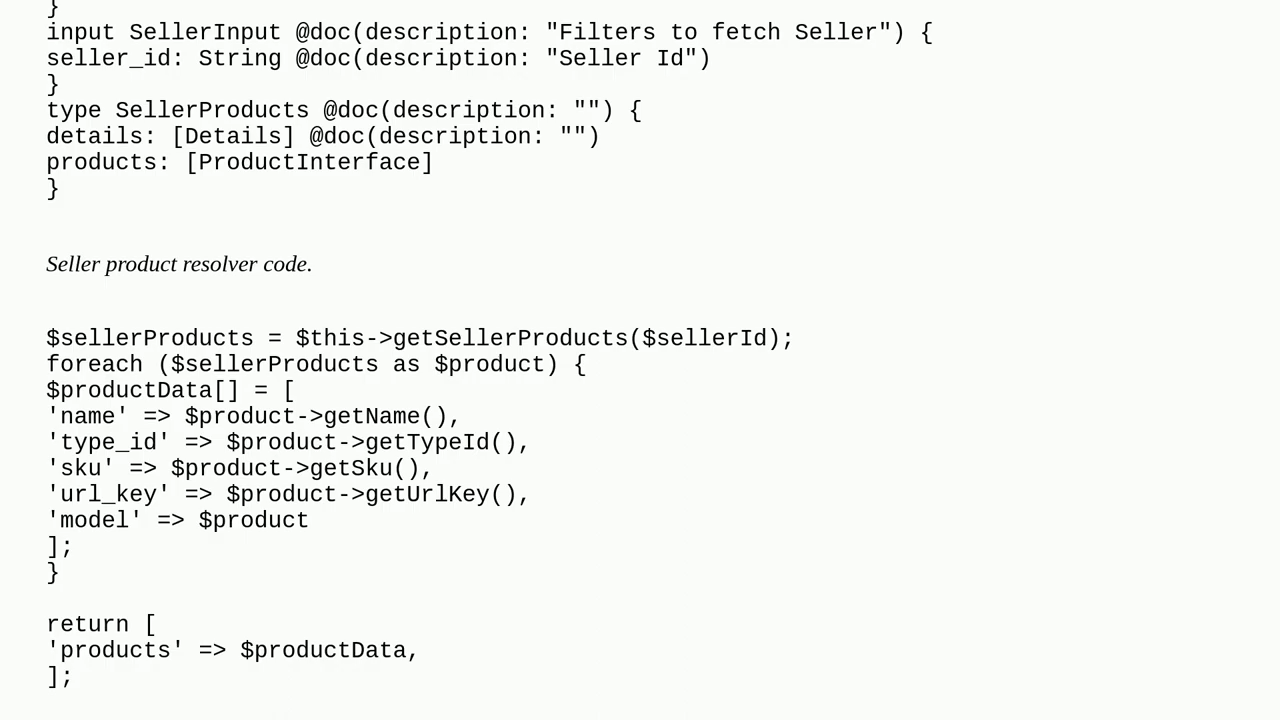 }
input SellerInput @doc(description: "Filters to fetch Seller") {
seller_id: String @doc(description: "Seller Id")
}
type SellerProducts @doc(description: "") {
details: [Details] @doc(description: "")
products: [ProductInterface]
}
Seller product resolver code.
$sellerProducts = $this->getSellerProducts($sellerId);
foreach ($sellerProducts as $product) {
$productData[] = [
'name' => $product->getName(),
'type_id' => $product->getTypeId(),
'sku' => $product->getSku(),
'url_key' => $product->getUrlKey(),
'model' => $product
];
}
return [
'products' => $productData,
];